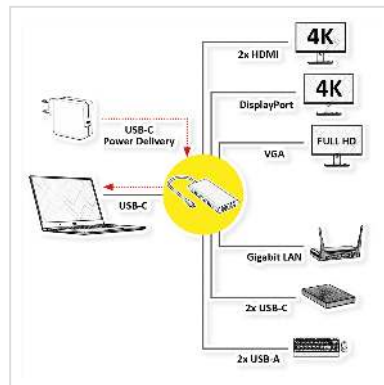 4K
2x HDMI
4K
DisplayPort
USB-C
Power Delivery
FULL HD
VGA
USB-C
Gigabit LAN
2x USB-C
2x USB-A